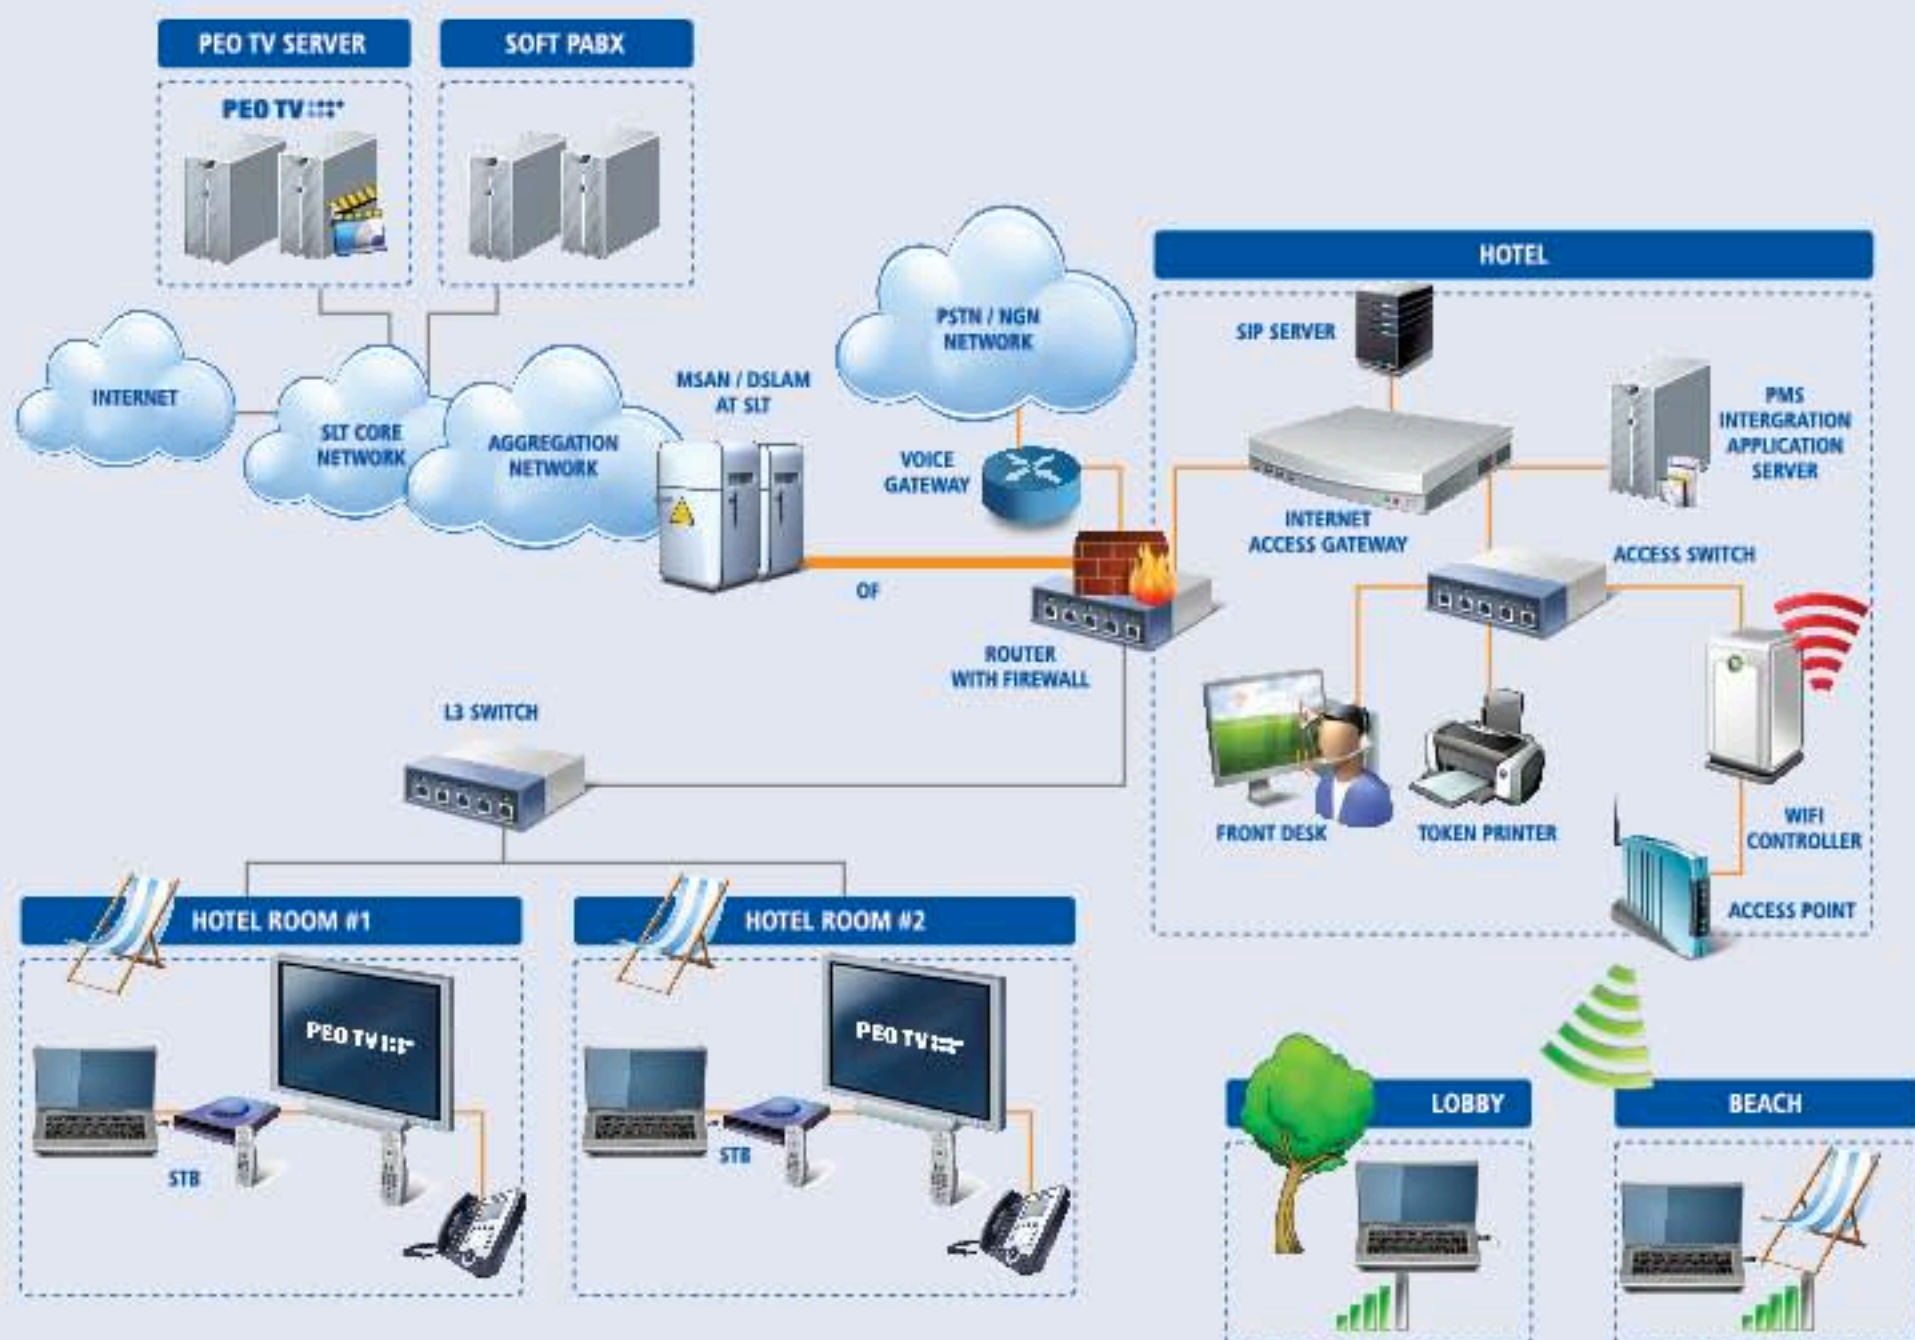 PEO TV SERVER
SOFT PABX
PEO TV
HOTEL
PSTN / NGN
NETWORK
SIP SERVER
INTERNET
SLT CORE
NETWORK
AGGREGATION
NETWORK
MSAN / DSLAM
AT SLT
VOICE
GATEWAY
PMS
INTERGRATION
APPLICATION
SERVER
INTERNET
ACCESS GATEWAY
ACCESS SWITCH
OF
ROUTER
WITH FIREWALL
L3 SWITCH
FRONT DESK
TOKEN PRINTER
WIFI
CONTROLLER
ACCESS POINT
HOTEL ROOM #1
HOTEL ROOM #2
PEO TV
PEO TV
STB
STB
LOBBY
BEACH